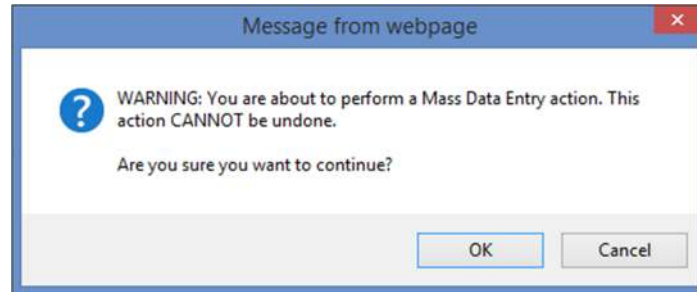 Message from webpage
WARNING: You are about to perform a Mass Data Entry action. This
action CANNOT be undone.
Are you sure you want to continue?
OK
Cancel